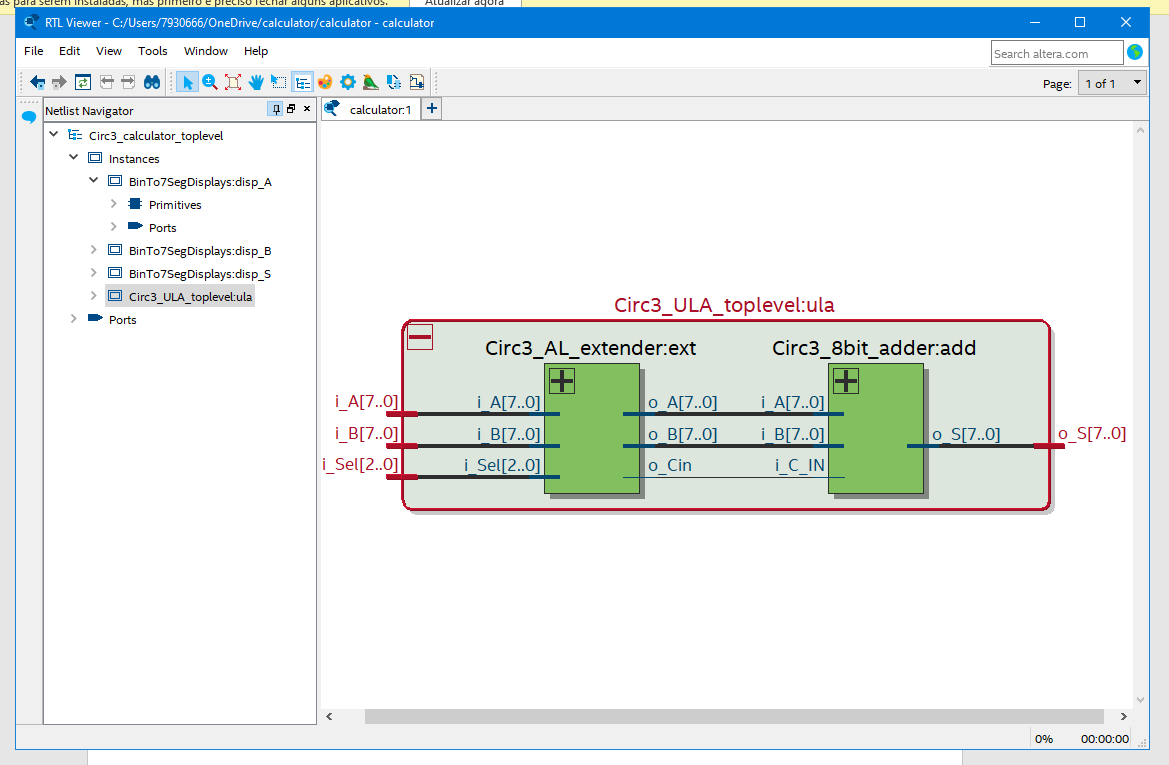 as para serem instaladas, mas primeiro é preciso fechar alguns aplicativos.
Atualizar agora
RTL Viewer - C:/Users/7930666/OneDrive/calculator/calculator - calculator
File Edit View Tools Window Help
Search altera.com
Page: 1 of 1
Netlist Navigator
calculator:1
Circ3_calculator_toplevel
Instances
BinTo7SegDisplays:disp_A
Primitives
Ports
BinTo7SegDisplays:disp_B
BinTo7SegDisplays:disp_S
Circ3_ULA_toplevel:ula
Ports
Circ3_ULA_toplevel:ula
Circ3_AL_extender:ext Circ3_8bit_adder:add
i_A[7..0] i_A[7..0] o_A[7..0] i_A[7..0]
i_B[7..0] i_B[7..0] o_B[7..0] i_B[7..0] o_S[7..0] o_S[7..0]
i_Sel[2..0] i_Sel[2..0] o_Cin i_C_IN
0% 00:00:00